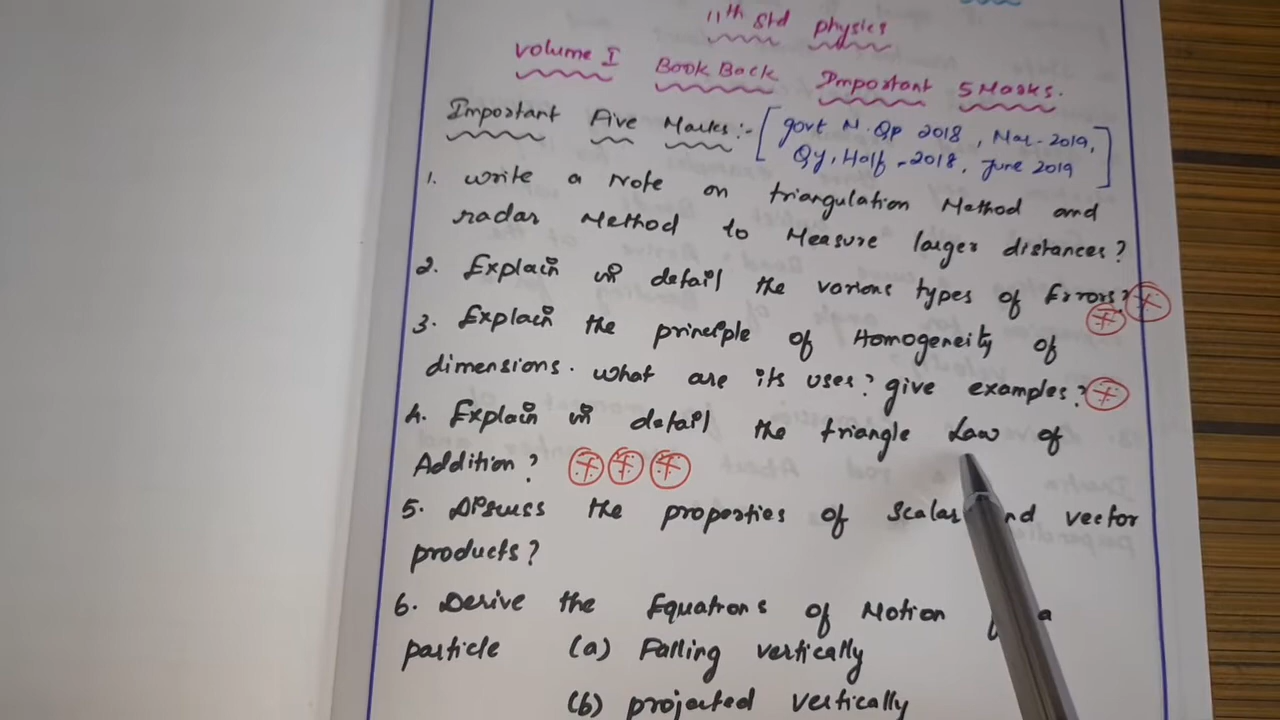 11th Std physics
Volume I Book Back Important 5 Marks.
Important Five Marks:- [govt M. Qp 2018, Mar-2019,
Qy, Half-2018, June 2019]
1. Write a Note on triangulation Method and
radar Method to Measure larger distances?
2. Explain in detail the various types of Errors?
3. Explain the principle of Homogeneity of
dimensions. What are its uses? give examples?
4. Explain in detail the triangle Law of
Addition?
5. Discuss the properties of Scalar and vector
products?
6. Derive the Equations of Motion a
particle (a) Falling vertically
(b) projected vertically